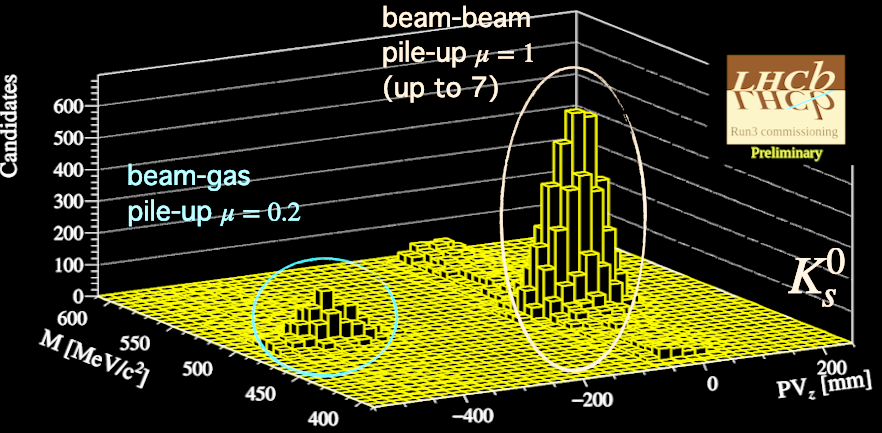 beam-beam
pile-up μ = 1
(up to 7)
LHCb
LHCb
Run3 commissioning
Preliminary
Candidates
600
500
400
300
200
100
0
beam-gas
pile-up μ = 0.2
K⁰ₛ
600
550
500
450
400
M [MeV/c²]
−400
−200
0
200
PV_z [mm]